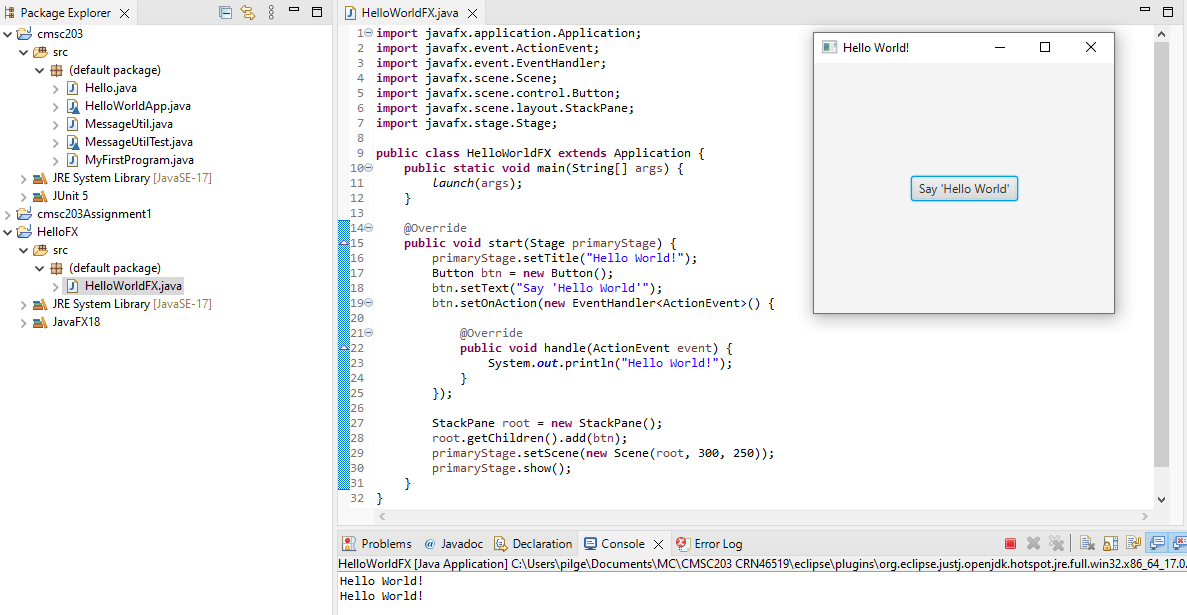 Package Explorer
cmsc203
src
(default package)
Hello.java
HelloWorldApp.java
MessageUtil.java
MessageUtilTest.java
MyFirstProgram.java
JRE System Library [JavaSE-17]
JUnit 5
cmsc203Assignment1
HelloFX
src
(default package)
HelloWorldFX.java
JRE System Library [JavaSE-17]
JavaFX18
HelloWorldFX.java
1 import javafx.application.Application;
2 import javafx.event.ActionEvent;
3 import javafx.event.EventHandler;
4 import javafx.scene.Scene;
5 import javafx.scene.control.Button;
6 import javafx.scene.layout.StackPane;
7 import javafx.stage.Stage;
8
9 public class HelloWorldFX extends Application {
10     public static void main(String[] args) {
11         launch(args);
12     }
13
14     @Override
15     public void start(Stage primaryStage) {
16         primaryStage.setTitle("Hello World!");
17         Button btn = new Button();
18         btn.setText("Say 'Hello World'");
19         btn.setOnAction(new EventHandler<ActionEvent>() {
20
21             @Override
22             public void handle(ActionEvent event) {
23                 System.out.println("Hello World!");
24             }
25         });
26
27         StackPane root = new StackPane();
28         root.getChildren().add(btn);
29         primaryStage.setScene(new Scene(root, 300, 250));
30         primaryStage.show();
31     }
32 }
Hello World!
Say 'Hello World'
Problems @ Javadoc Declaration Console Error Log
HelloWorldFX [Java Application] C:\Users\pilge\Documents\MC\CMSC203 CRN46519\eclipse\plugins\org.eclipse.justj.openjdk.hotspot.jre.full.win32.x86_64_17.0.
Hello World!
Hello World!